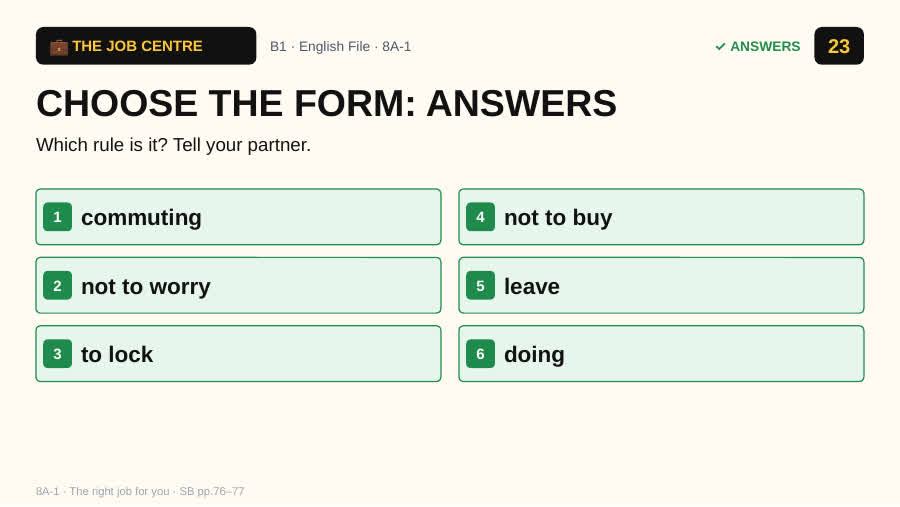 💼 THE JOB CENTRE
B1 · English File · 8A-1
✓ ANSWERS
23
CHOOSE THE FORM: ANSWERS
Which rule is it? Tell your partner.
1 commuting
2 not to worry
3 to lock
4 not to buy
5 leave
6 doing
8A-1 · The right job for you · SB pp.76–77